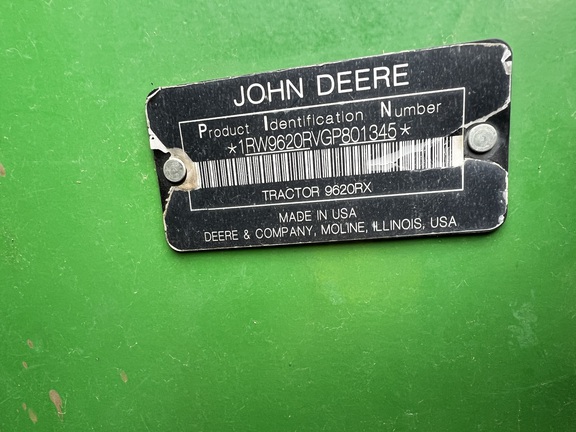 JOHN DEERE
Product Identification Number
*1RW9620RVGP801345*
TRACTOR 9620RX
MADE IN USA
DEERE & COMPANY, MOLINE, ILLINOIS, USA